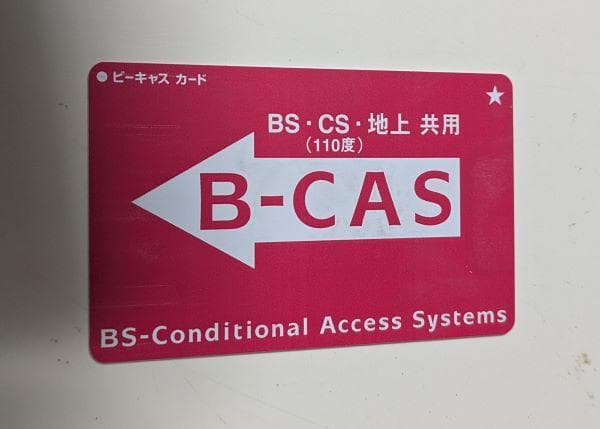 ビーキャス カード
BS・CS・地上 共用
(110度)
B-CAS
BS-Conditional Access Systems